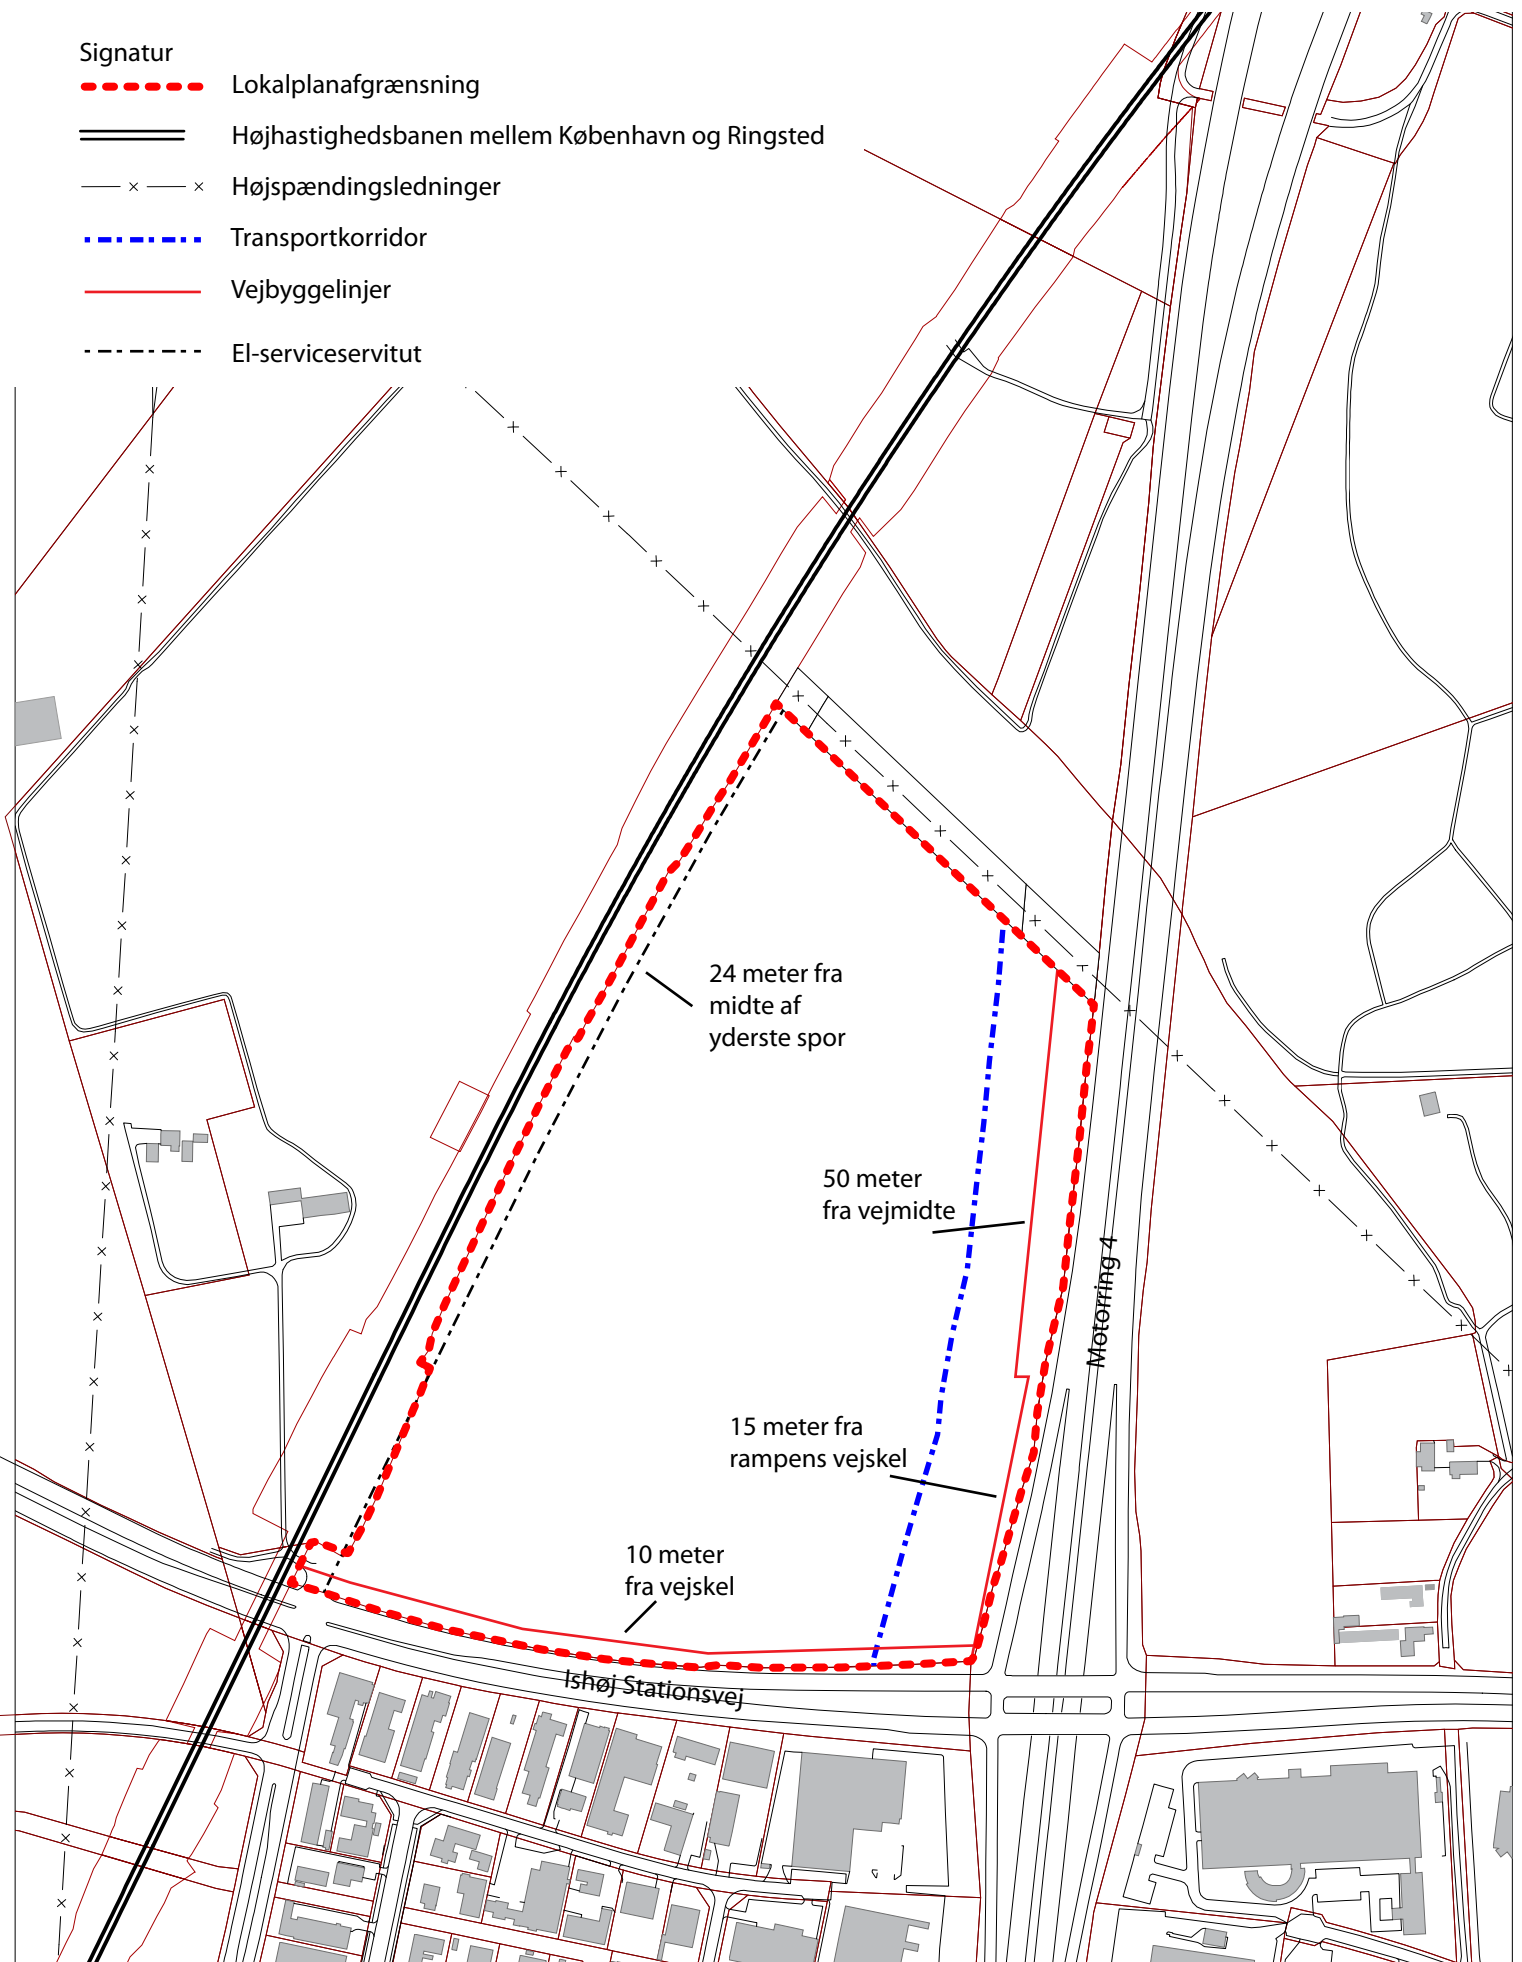 Signatur
Lokalplanafgrænsning
Højhastighedsbanen mellem København og Ringsted
Højspændingsledninger
Transportkorridor
Vejbyggelinjer
El-serviceservitut
24 meter fra
midte af
yderste spor
50 meter
fra vejmidte
Motorring 4
15 meter fra
rampens vejskel
10 meter
fra vejskel
Ishøj Stationsvej